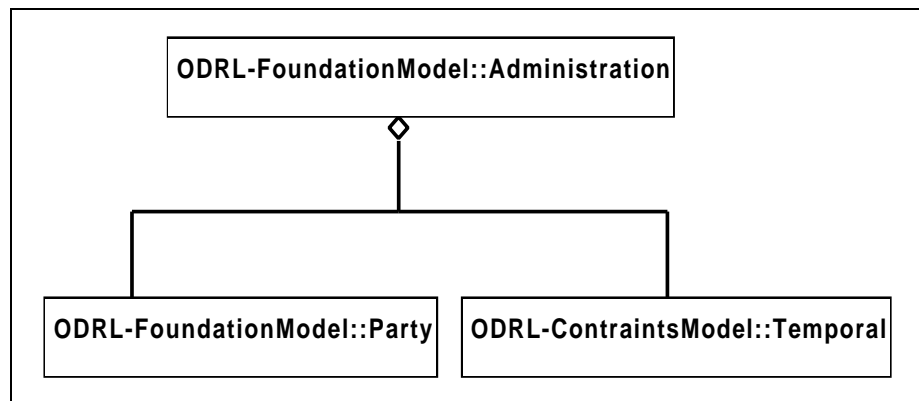 ODRL-FoundationModel::Administration
ODRL-FoundationModel::Party
ODRL-ContraintsModel::Temporal